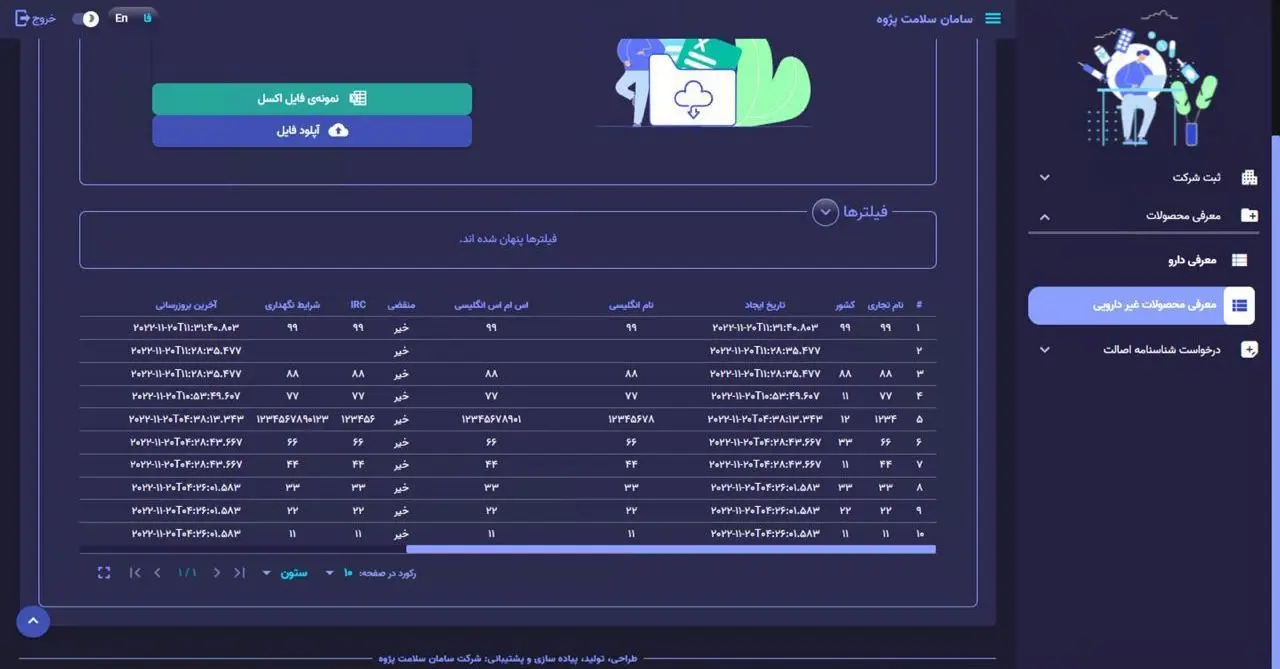 سامان سلامت پژوه
فا
En
خروج
ثبت شرکت
معرفی محصولات
معرفی دارو
معرفی محصولات غیر دارویی
درخواست شناسنامه اصالت
نمونه‌ی فایل اکسل
آپلود فایل
فیلترها
فیلترها پنهان شده اند.
# نام تجاری کشور تاریخ ایجاد نام انگلیسی اس ام اس انگلیسی منقضی IRC شرایط نگهداری آخرین بروزرسانی
۱ ۹۹ ۹۹ ۲۰۲۲-۱۱-۲۰T۱۱:۳۱:۴۰.۸۰۳ ۹۹ ۹۹ خیر ۹۹ ۹۹ ۲۰۲۲-۱۱-۲۰T۱۱:۳۱:۴۰.۸۰۳
۲ ۲۰۲۲-۱۱-۲۰T۱۱:۲۸:۳۵.۴۷۷ خیر ۲۰۲۲-۱۱-۲۰T۱۱:۲۸:۳۵.۴۷۷
۳ ۸۸ ۸۸ ۲۰۲۲-۱۱-۲۰T۱۱:۲۸:۳۵.۴۷۷ ۸۸ ۸۸ خیر ۸۸ ۸۸ ۲۰۲۲-۱۱-۲۰T۱۱:۲۸:۳۵.۴۷۷
۴ ۷۷ ۱۱ ۲۰۲۲-۱۱-۲۰T۱۰:۵۳:۴۹.۶۰۷ ۷۷ ۷۷ خیر ۷۷ ۷۷ ۲۰۲۲-۱۱-۲۰T۱۰:۵۳:۴۹.۶۰۷
۵ ۱۲۳۴ ۱۲ ۲۰۲۲-۱۱-۲۰T۰۴:۳۸:۱۳.۳۴۳ ۱۲۳۴۵۶۷۸ ۱۲۳۴۵۶۷۸۹۰۱ خیر ۱۲۳۴۵۶ ۱۲۳۴۵۶۷۸۹۰۱۲۳ ۲۰۲۲-۱۱-۲۰T۰۴:۳۸:۱۳.۳۴۳
۶ ۶۶ ۳۳ ۲۰۲۲-۱۱-۲۰T۰۴:۲۸:۴۳.۶۶۷ ۶۶ ۶۶ خیر ۶۶ ۶۶ ۲۰۲۲-۱۱-۲۰T۰۴:۲۸:۴۳.۶۶۷
۷ ۴۴ ۱۱ ۲۰۲۲-۱۱-۲۰T۰۴:۲۸:۴۳.۶۶۷ ۴۴ ۴۴ خیر ۴۴ ۴۴ ۲۰۲۲-۱۱-۲۰T۰۴:۲۸:۴۳.۶۶۷
۸ ۳۳ ۳۳ ۲۰۲۲-۱۱-۲۰T۰۴:۲۶:۰۱.۵۸۳ ۳۳ ۳۳ خیر ۳۳ ۳۳ ۲۰۲۲-۱۱-۲۰T۰۴:۲۶:۰۱.۵۸۳
۹ ۲۲ ۲۲ ۲۰۲۲-۱۱-۲۰T۰۴:۲۶:۰۱.۵۸۳ ۲۲ ۲۲ خیر ۲۲ ۲۲ ۲۰۲۲-۱۱-۲۰T۰۴:۲۶:۰۱.۵۸۳
۱۰ ۱۱ ۱۱ ۲۰۲۲-۱۱-۲۰T۰۴:۲۶:۰۱.۵۸۳ ۱۱ ۱۱ خیر ۱۱ ۱۱ ۲۰۲۲-۱۱-۲۰T۰۴:۲۶:۰۱.۵۸۳
رکورد در صفحه: ۱۰ ستون ۱/۱
طراحی، تولید، پیاده سازی و پشتیبانی: شرکت سامان سلامت پژوه